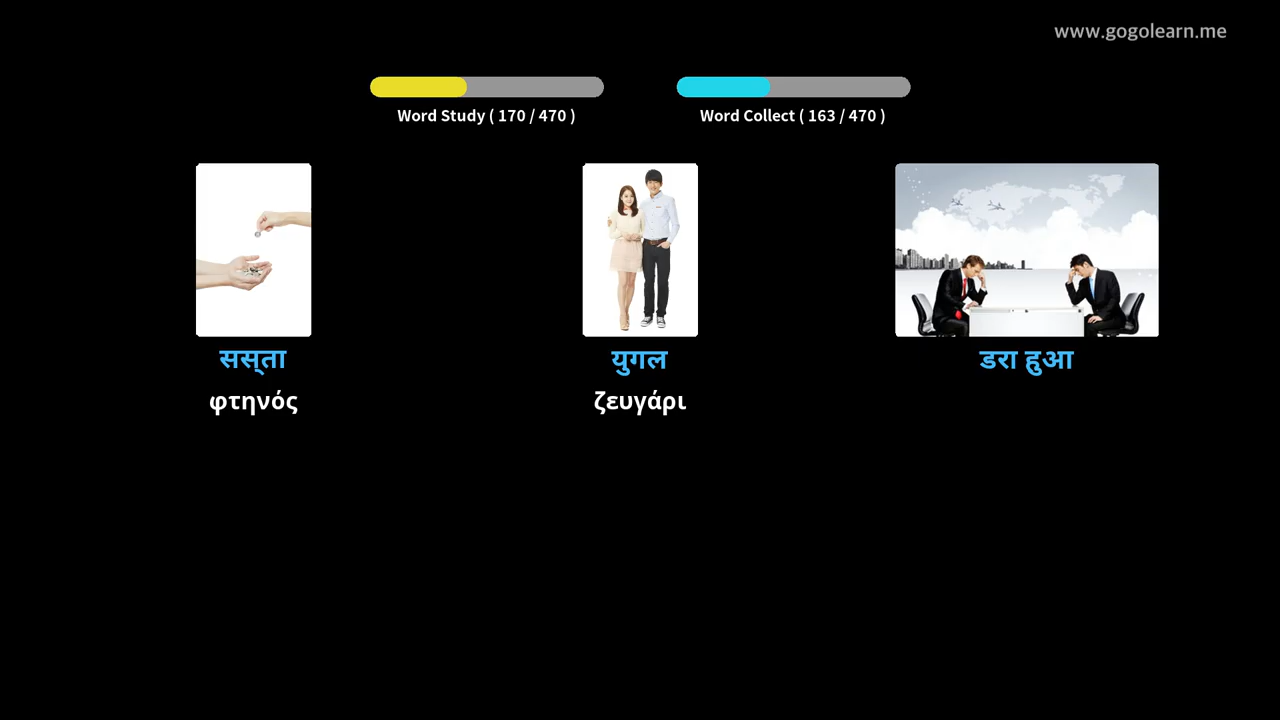 www.gogolearn.me
Word Study ( 170 / 470 )
Word Collect ( 163 / 470 )
सस्ता
युगल
डरा हुआ
φτηνός
ζευγάρι